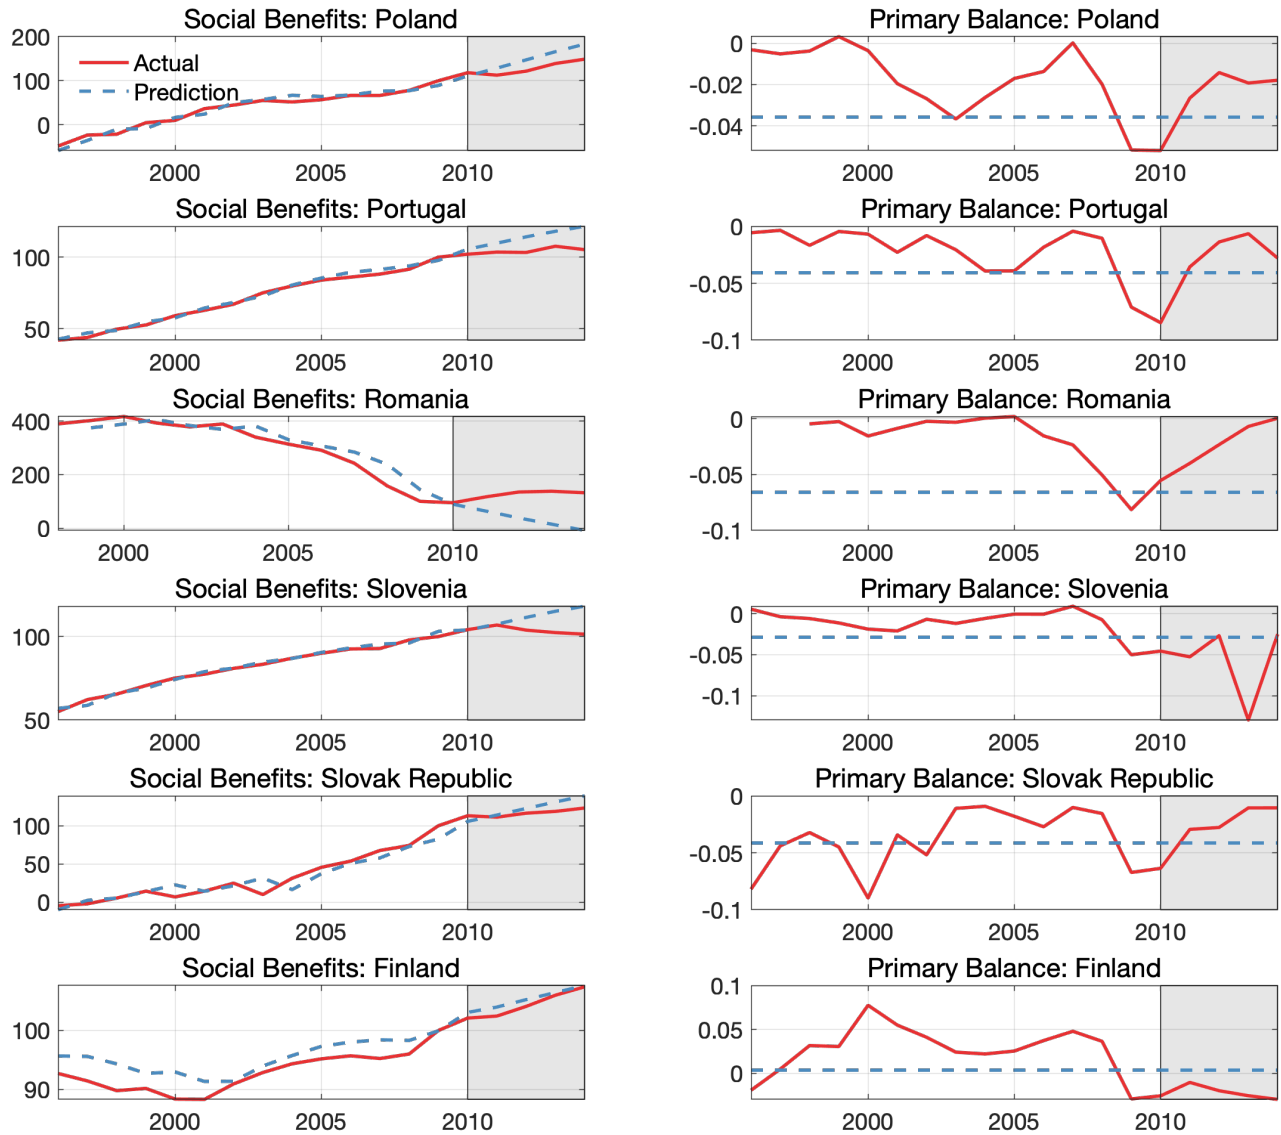 Social Benefits: Poland
200
100
0
Actual
Prediction
2000 2005 2010
Primary Balance: Poland
0
-0.02
-0.04
2000 2005 2010
Social Benefits: Portugal
100
50
2000 2005 2010
Primary Balance: Portugal
0
-0.05
-0.1
2000 2005 2010
Social Benefits: Romania
400
200
0
2000 2005 2010
Primary Balance: Romania
0
-0.05
-0.1
2000 2005 2010
Social Benefits: Slovenia
100
50
2000 2005 2010
Primary Balance: Slovenia
0
-0.05
-0.1
2000 2005 2010
Social Benefits: Slovak Republic
100
50
0
2000 2005 2010
Primary Balance: Slovak Republic
0
-0.05
-0.1
2000 2005 2010
Social Benefits: Finland
100
90
2000 2005 2010
Primary Balance: Finland
0.1
0.05
0
2000 2005 2010